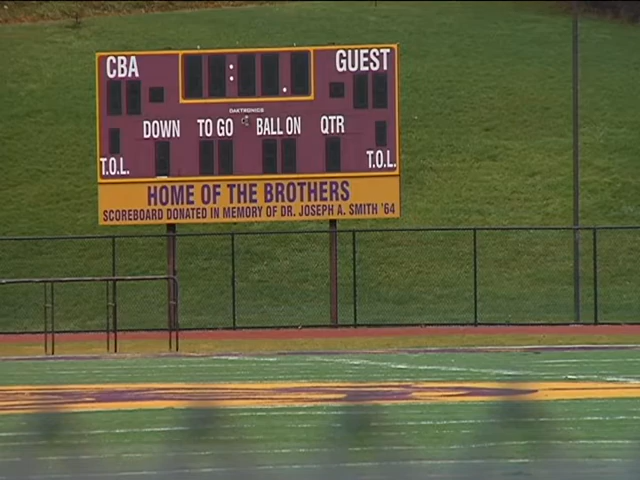 CBA GUEST
DAKTRONICS
DOWN TO GO BALL ON QTR
T.O.L. T.O.L.
HOME OF THE BROTHERS
SCOREBOARD DONATED IN MEMORY OF DR. JOSEPH A. SMITH '64